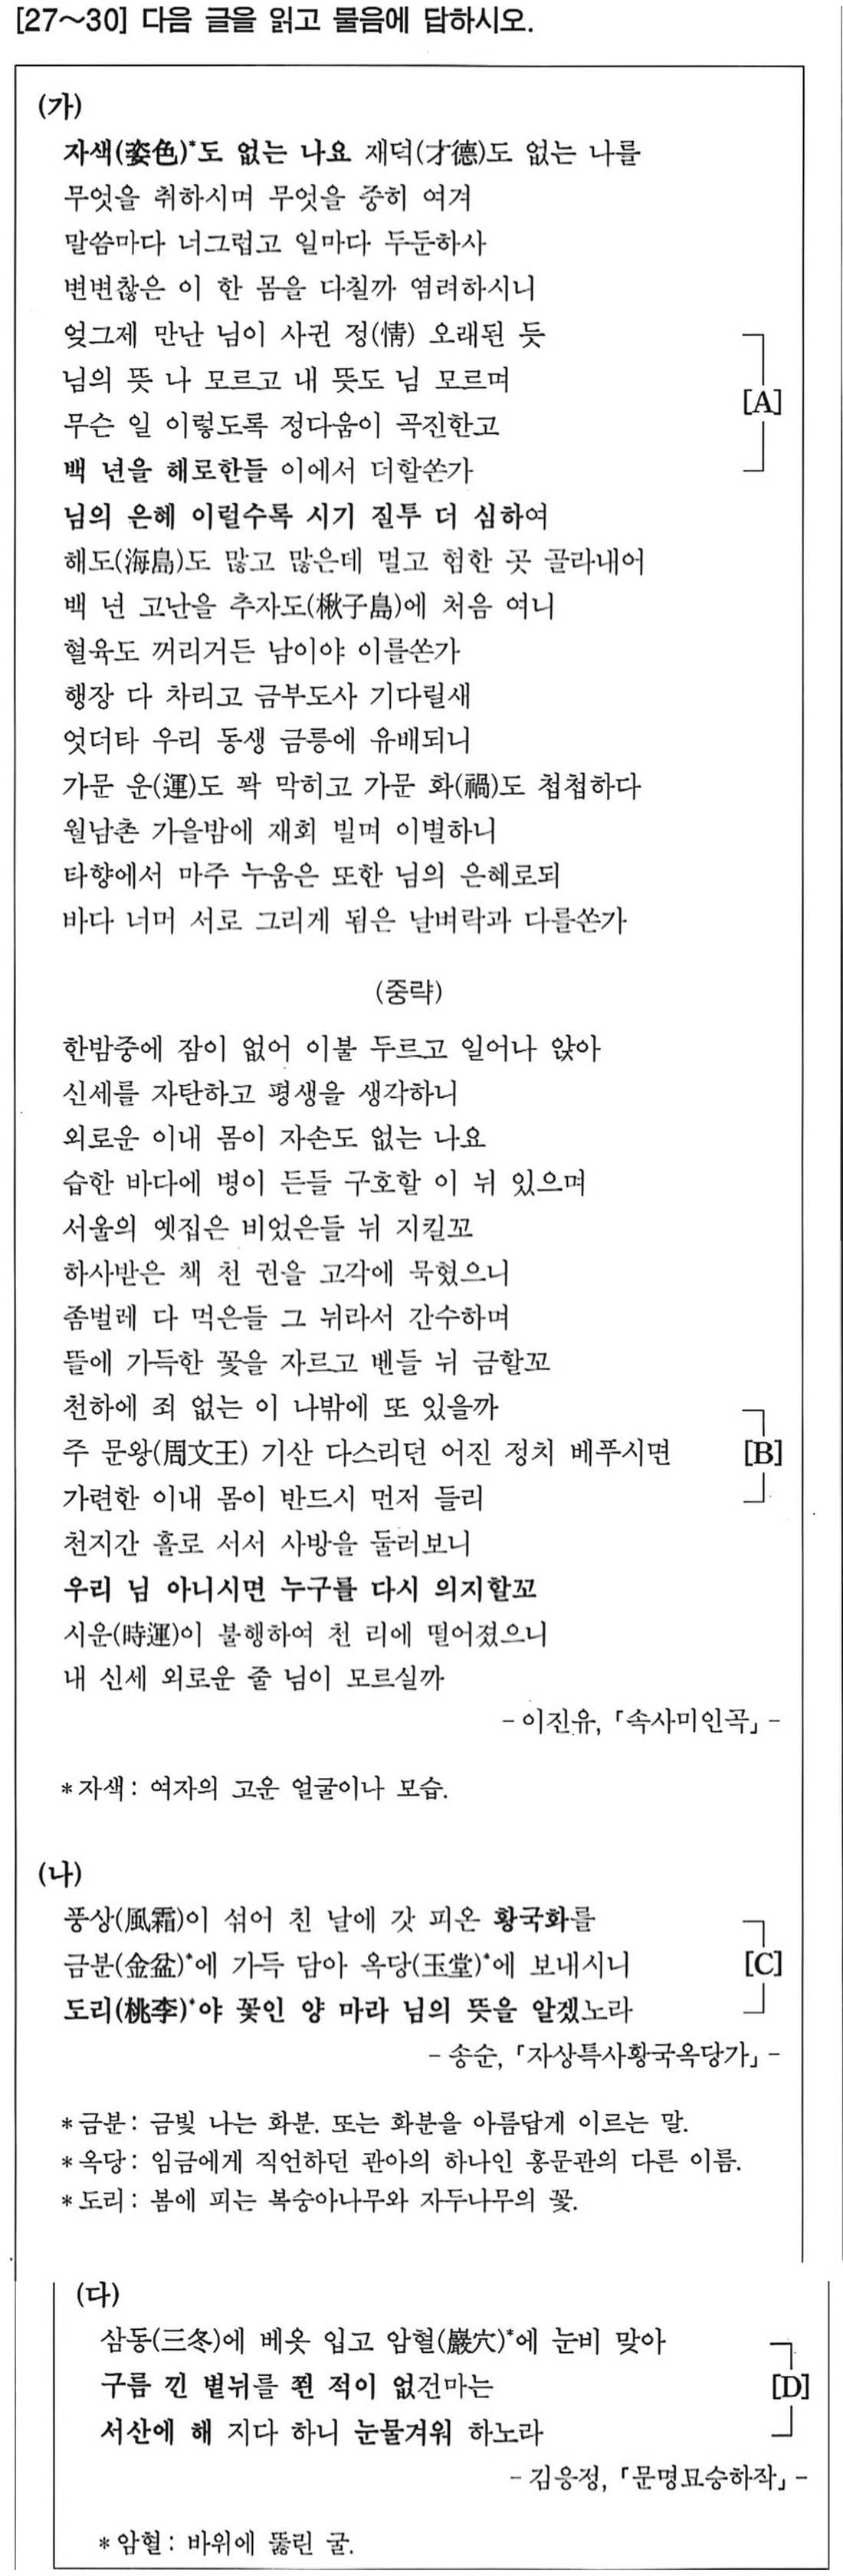 [27～30] 다음 글을 읽고 물음에 답하시오.
(가)
자색(姿色)*도 없는 나요 재덕(才德)도 없는 나를
무엇을 취하시며 무엇을 중히 여겨
말씀마다 너그럽고 일마다 두둔하사
변변찮은 이 한 몸을 다칠까 염려하시니
엊그제 만난 님이 사귄 정(情) 오래된 듯
님의 뜻 나 모르고 내 뜻도 님 모르며
[A]
무슨 일 이렇도록 정다움이 곡진한고
백 년을 해로한들 이에서 더할쏜가
님의 은혜 이럴수록 시기 질투 더 심하여
해도(海島)도 많고 많은데 멀고 험한 곳 골라내어
백 년 고난을 추자도(楸子島)에 처음 여니
혈육도 꺼리거든 남이야 이를쏜가
행장 다 차리고 금부도사 기다릴새
엇더타 우리 동생 금릉에 유배되니
가문 운(運)도 꽉 막히고 가문 화(禍)도 첩첩하다
월남촌 가을밤에 재회 빌며 이별하니
타향에서 마주 누움은 또한 님의 은혜로되
바다 너머 서로 그리게 됨은 날벼락과 다를쏜가
(중략)
한밤중에 잠이 없어 이불 두르고 일어나 앉아
신세를 자탄하고 평생을 생각하니
외로운 이내 몸이 자손도 없는 나요
습한 바다에 병이 든들 구호할 이 뉘 있으며
서울의 옛집은 비었은들 뉘 지킬꼬
하사받은 책 천 권을 고각에 묵혔으니
좀벌레 다 먹은들 그 뉘라서 간수하며
뜰에 가득한 꽃을 자르고 벤들 뉘 금할꼬
천하에 죄 없는 이 나밖에 또 있을까
주 문왕(周文王) 기산 다스리던 어진 정치 베푸시면 [B]
가련한 이내 몸이 반드시 먼저 들리
천지간 홀로 서서 사방을 둘러보니
우리 님 아니시면 누구를 다시 의지할꼬
시운(時運)이 불행하여 천 리에 떨어졌으니
내 신세 외로운 줄 님이 모르실까
- 이진유, 「속사미인곡」 -
*자색: 여자의 고운 얼굴이나 모습.
(나)
풍상(風霜)이 섞어 친 날에 갓 피온 황국화를
금분(金盆)*에 가득 담아 옥당(玉堂)*에 보내시니 [C]
도리(桃李)*야 꽃인 양 마라 님의 뜻을 알겠노라
- 송순, 「자상특사황국옥당가」 -
*금분: 금빛 나는 화분. 또는 화분을 아름답게 이르는 말.
*옥당: 임금에게 직언하던 관아의 하나인 홍문관의 다른 이름.
*도리: 봄에 피는 복숭아나무와 자두나무의 꽃.
(다)
삼동(三冬)에 베옷 입고 암혈(巖穴)*에 눈비 맞아
구름 낀 볕뉘를 쬔 적이 없건마는 [D]
서산에 해 지다 하니 눈물겨워 하노라
- 김응정, 「문명묘승하작」 -
*암혈: 바위에 뚫린 굴.